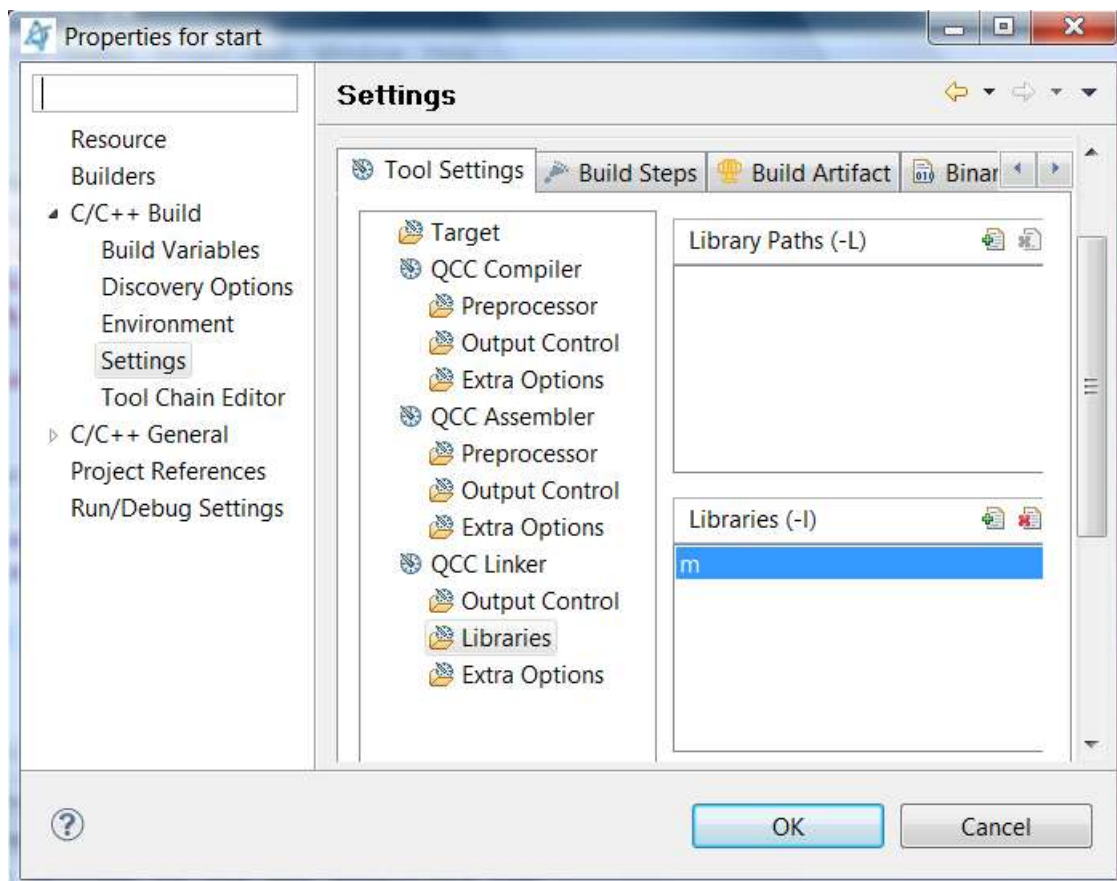 Properties for start
Settings
Resource
Builders
C/C++ Build
Build Variables
Discovery Options
Environment
Settings
Tool Chain Editor
C/C++ General
Project References
Run/Debug Settings
Tool Settings
Build Steps
Build Artifact
Binar
Target
QCC Compiler
Preprocessor
Output Control
Extra Options
QCC Assembler
Preprocessor
Output Control
Extra Options
QCC Linker
Output Control
Libraries
Extra Options
Library Paths (-L)
Libraries (-l)
m
OK
Cancel